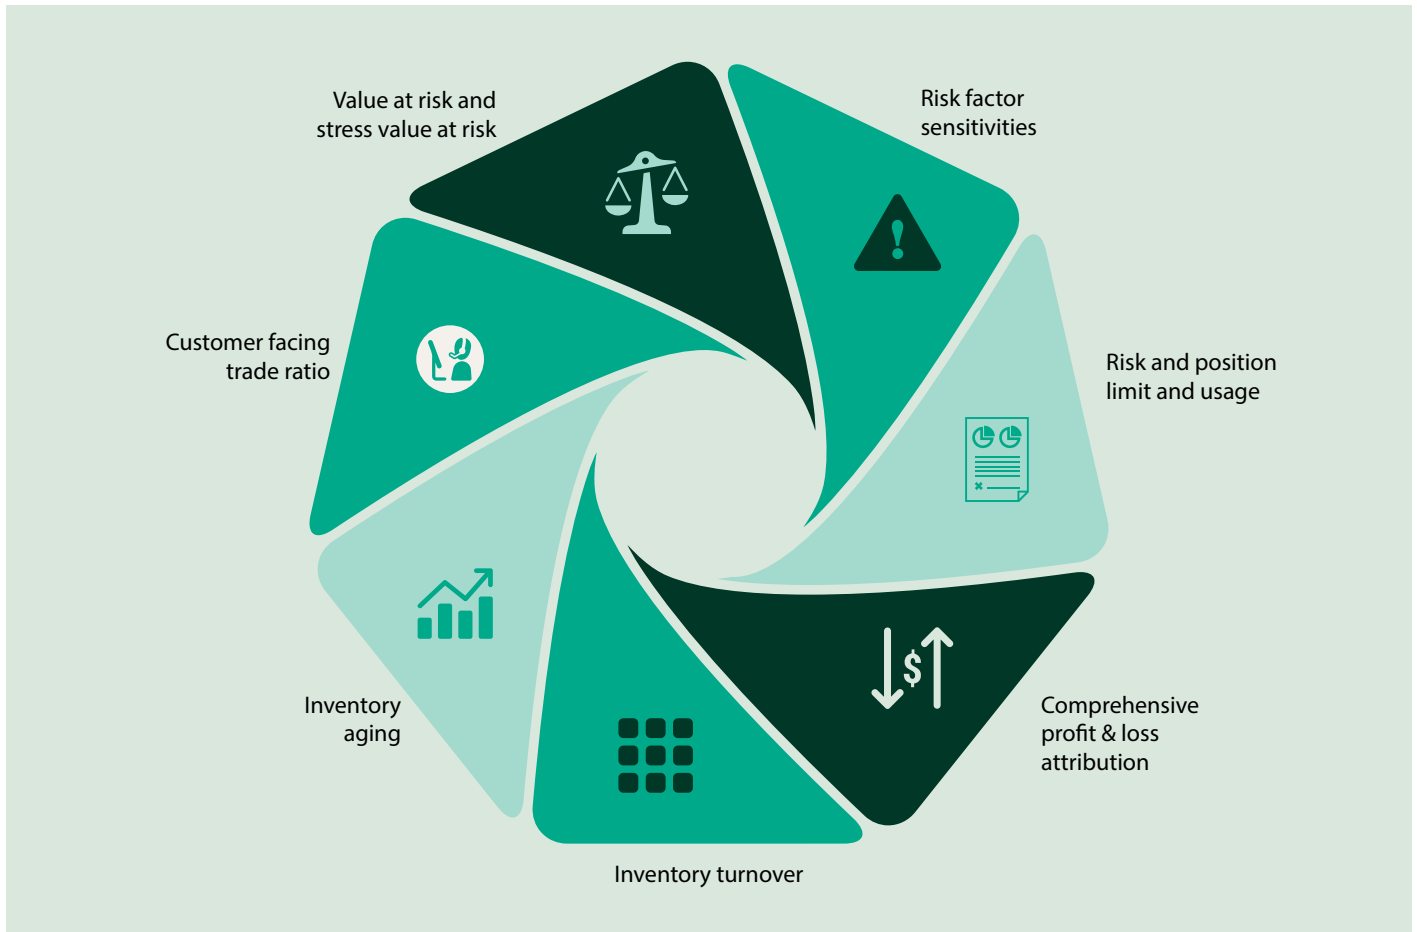 Value at risk and
stress value at risk
Risk factor
sensitivities
Customer facing
trade ratio
Risk and position
limit and usage
$
Inventory
aging
Comprehensive
profit & loss
attribution
Inventory turnover